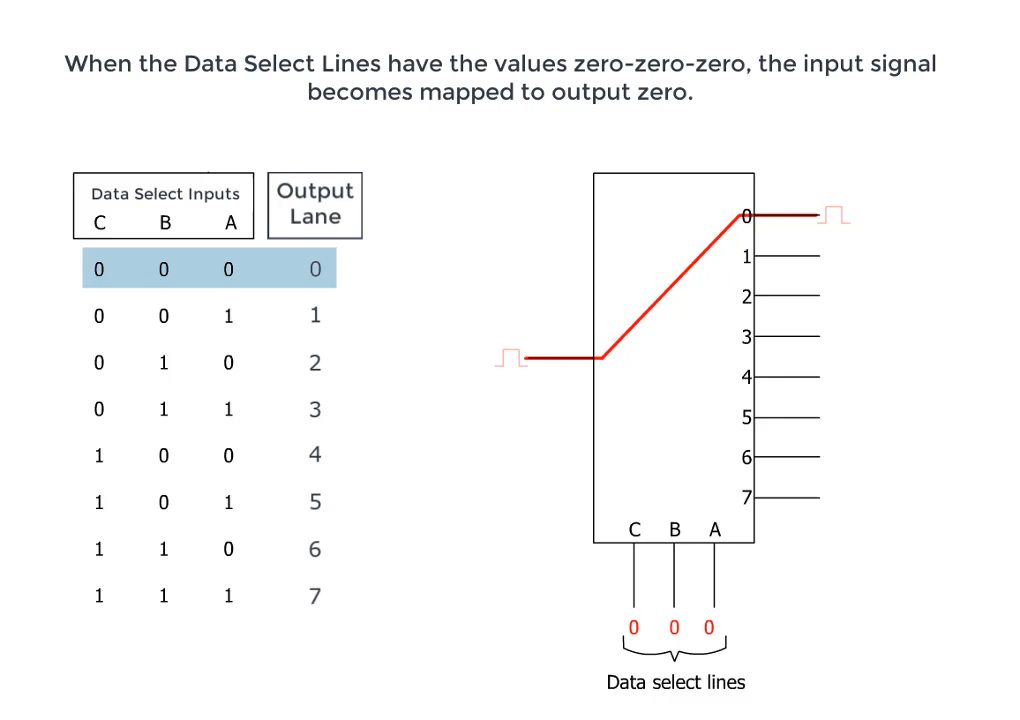 When the Data Select Lines have the values zero-zero-zero, the input signal
becomes mapped to output zero.
Data Select Inputs
C B A
Output
Lane
0 0 0 0
0 0 1 1
0 1 0 2
0 1 1 3
1 0 0 4
1 0 1 5
1 1 0 6
1 1 1 7
0
1
2
3
4
5
6
7
C B A
0 0 0
Data select lines